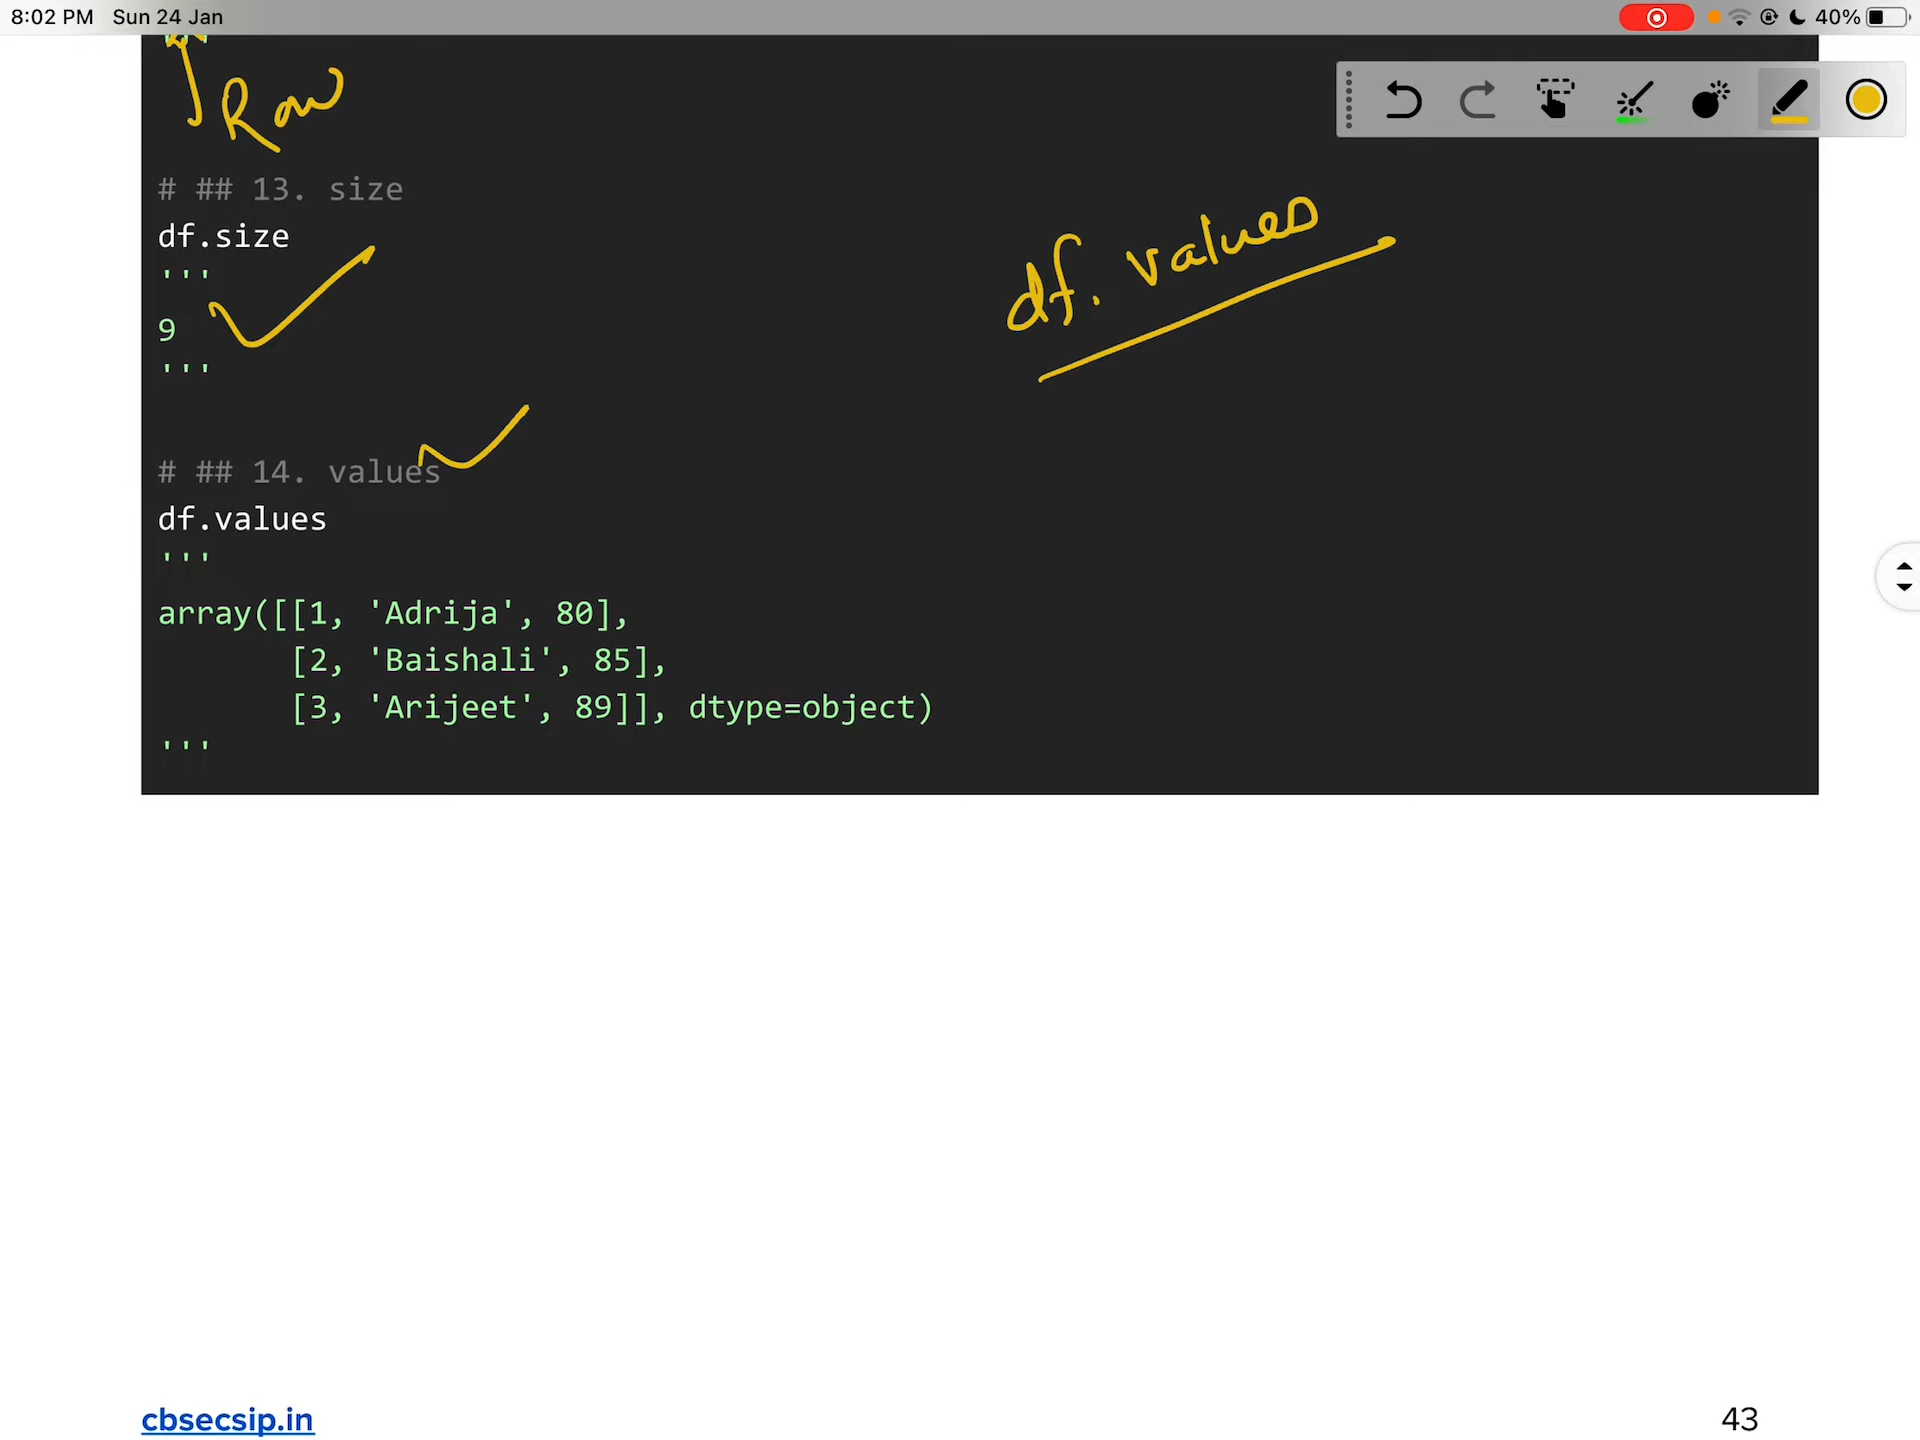 8:02 PM Sun 24 Jan
40%
Row
# ## 13. size
df.size
'''
9
'''
df. values
# ## 14. values
df.values
'''
array([[1, 'Adrija', 80],
[2, 'Baishali', 85],
[3, 'Arijeet', 89]], dtype=object)
'''
cbsecsip.in
43